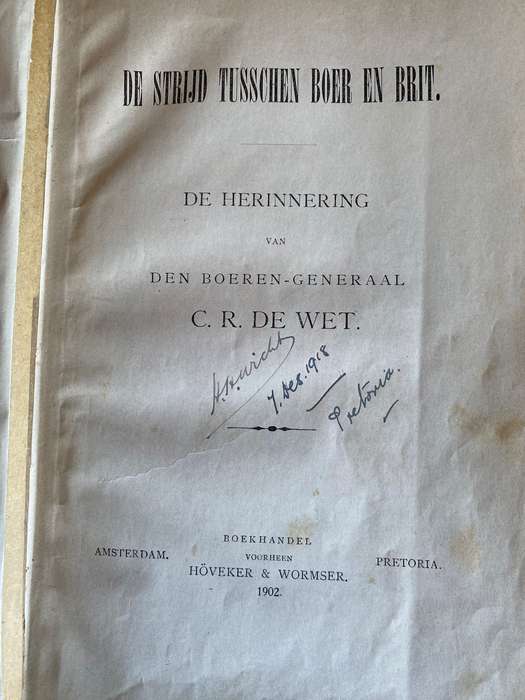 DE STRIJD TUSSCHEN BOER EN BRIT.
DE HERINNERING
VAN
DEN BOEREN-GENERAAL
C. R. DE WET.
7. Des. 1918
Pretoria.
BOEKHANDEL
AMSTERDAM. VOORHEEN PRETORIA.
HÖVEKER & WORMSER.
1902.